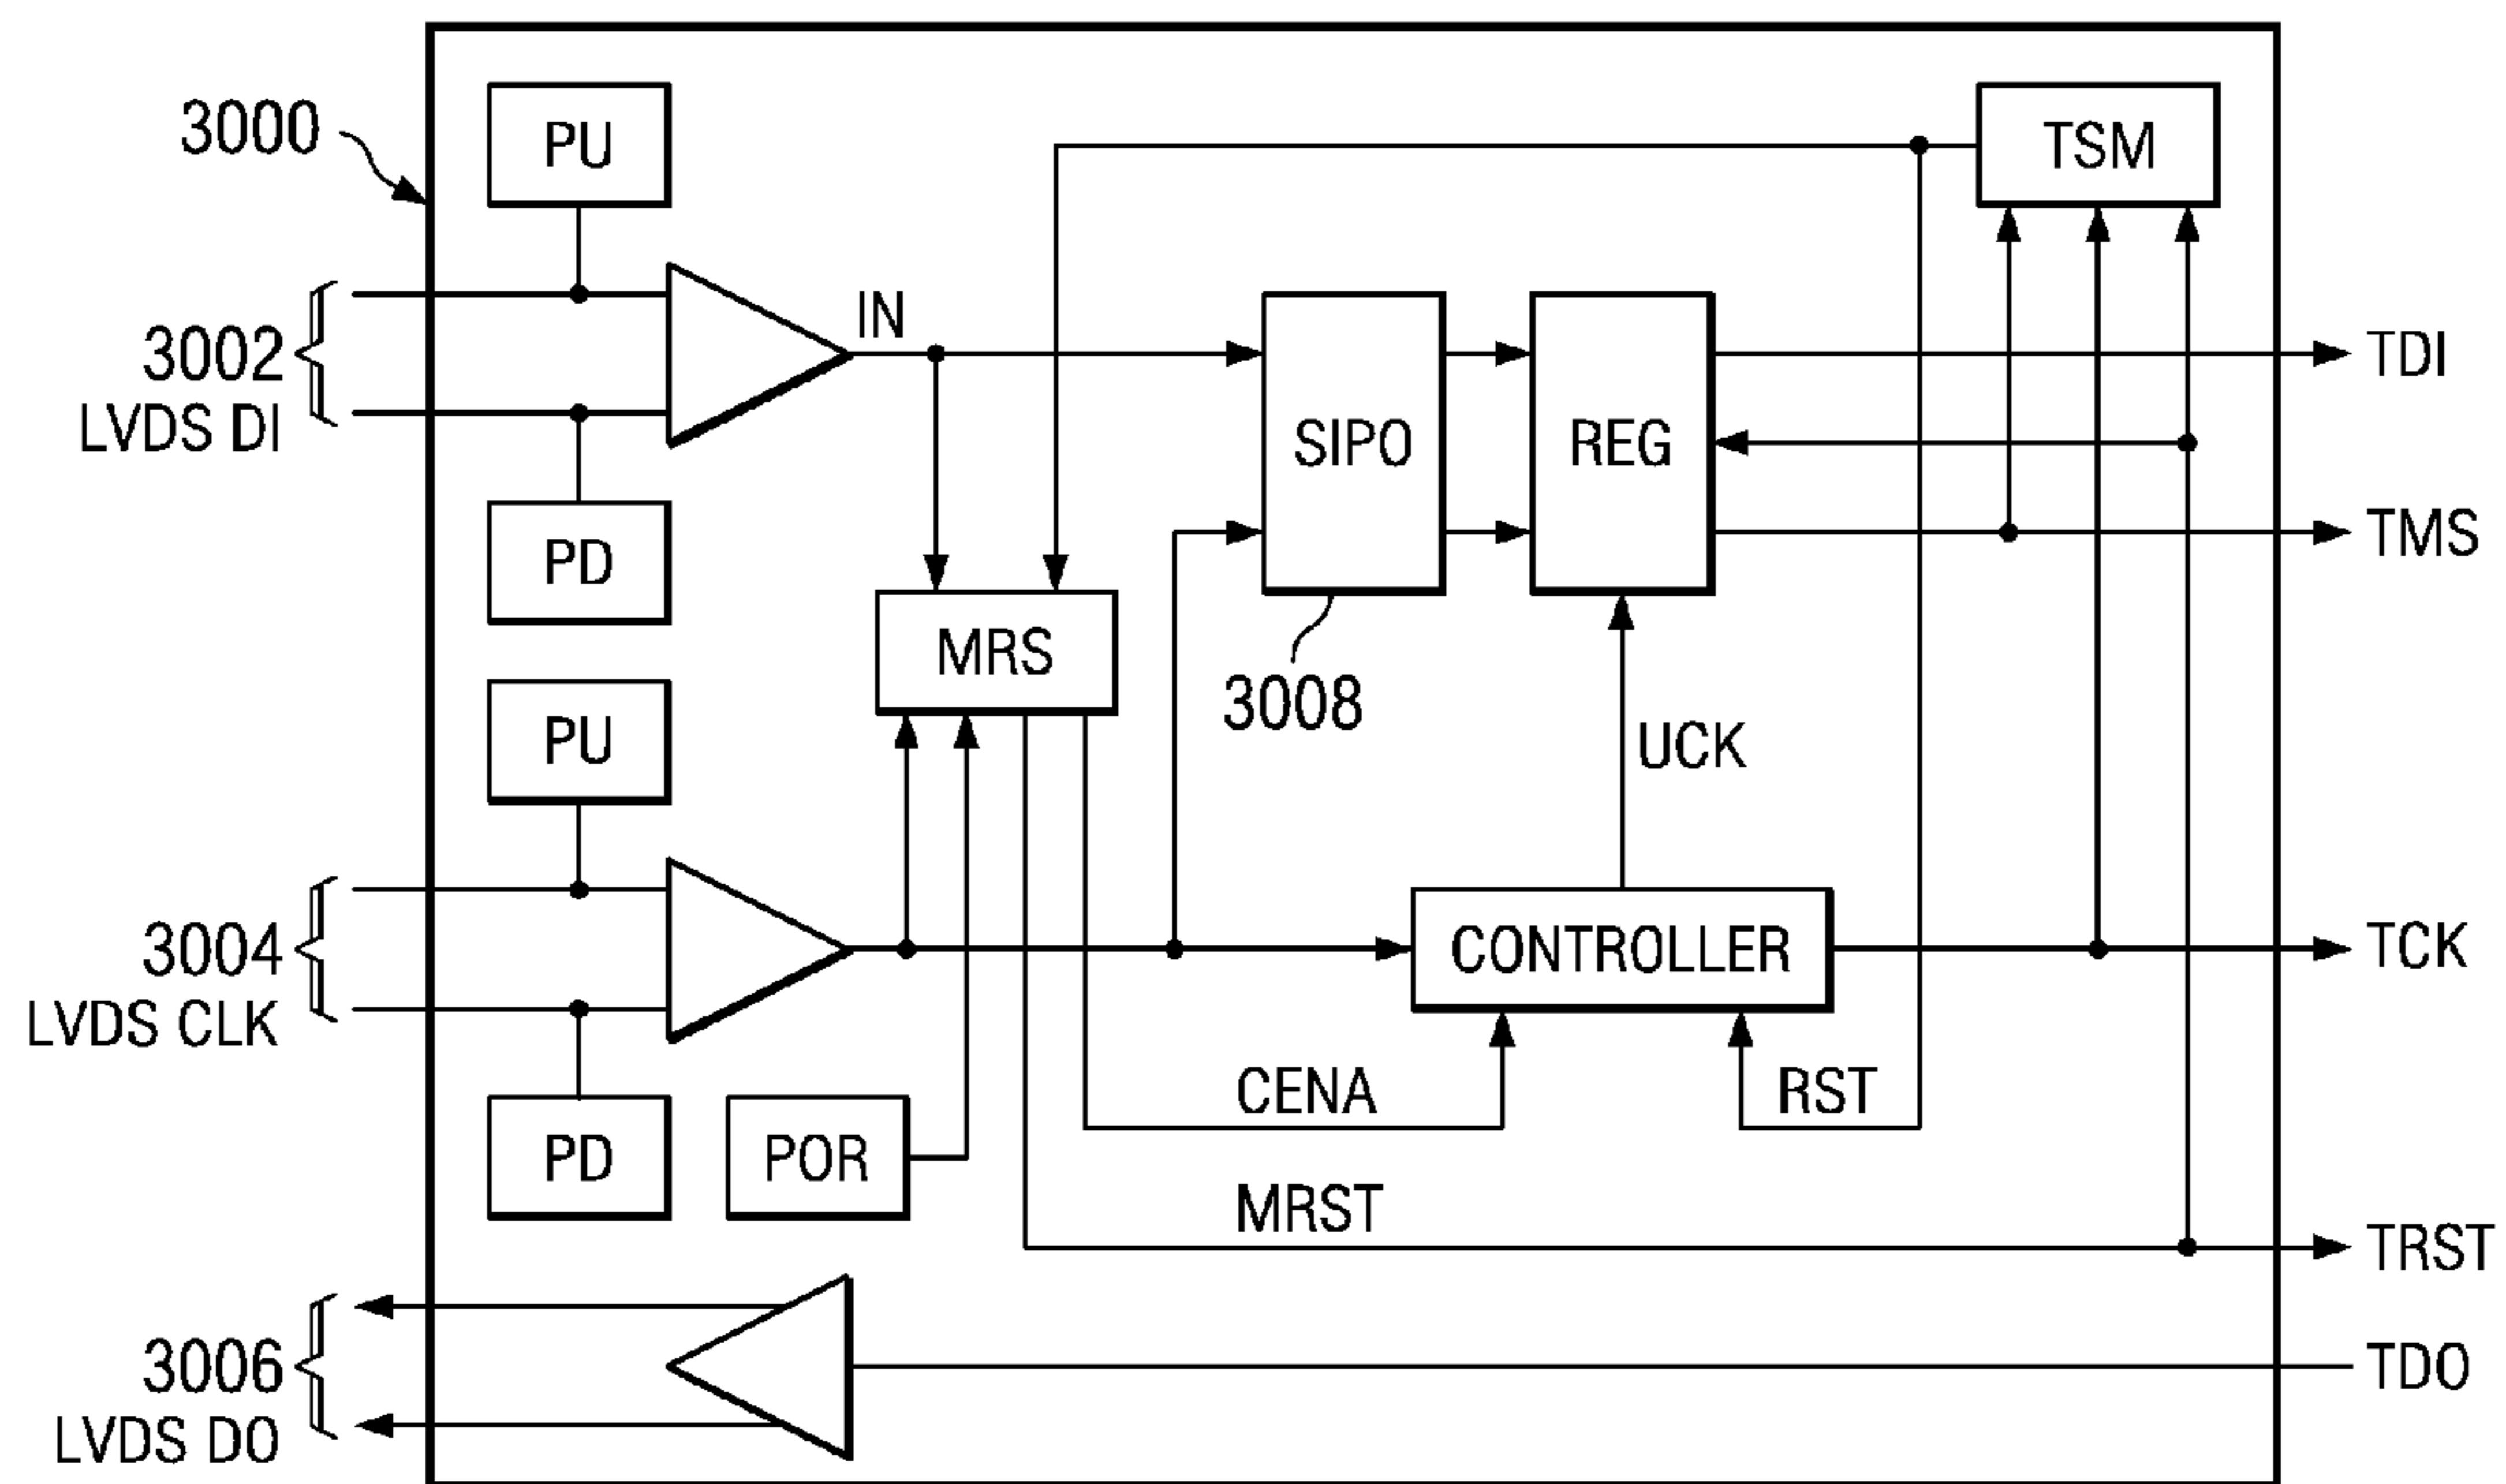 3000
PU
TSM
IN
3002
LVDS DI
SIPO
REG
TDI
PD
TMS
MRS
3008
PU
UCK
3004
LVDS CLK
CONTROLLER
TCK
CENA
RST
PD
POR
MRST
TRST
3006
LVDS DO
TDO